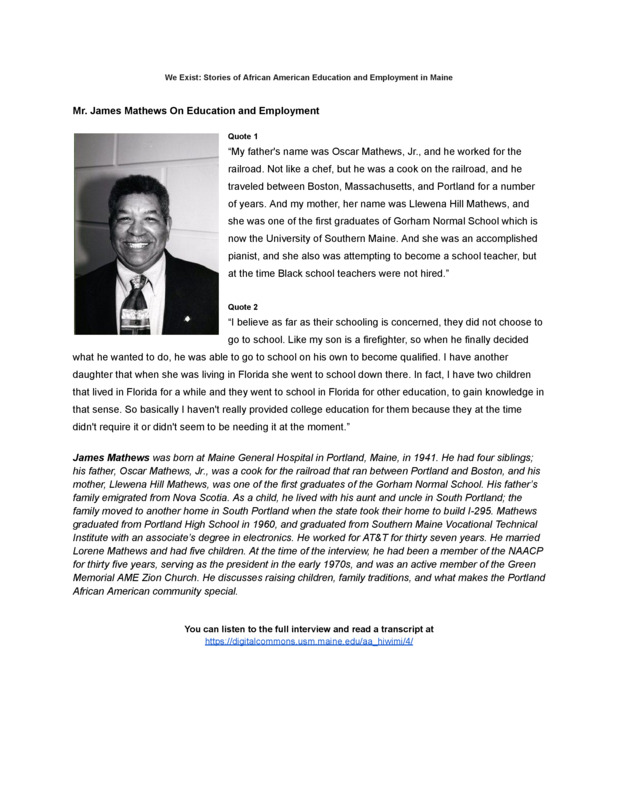 We Exist: Stories of African American Education and Employment in Maine
Mr. James Mathews On Education and Employment
Quote 1
“My father's name was Oscar Mathews, Jr., and he worked for the
railroad. Not like a chef, but he was a cook on the railroad, and he
traveled between Boston, Massachusetts, and Portland for a number
of years. And my mother, her name was Llewena Hill Mathews, and
she was one of the first graduates of Gorham Normal School which is
now the University of Southern Maine. And she was an accomplished
pianist, and she also was attempting to become a school teacher, but
at the time Black school teachers were not hired.”
Quote 2
“I believe as far as their schooling is concerned, they did not choose to
go to school. Like my son is a firefighter, so when he finally decided
what he wanted to do, he was able to go to school on his own to become qualified. I have another
daughter that when she was living in Florida she went to school down there. In fact, I have two children
that lived in Florida for a while and they went to school in Florida for other education, to gain knowledge in
that sense. So basically I haven't really provided college education for them because they at the time
didn't require it or didn't seem to be needing it at the moment.”
James Mathews was born at Maine General Hospital in Portland, Maine, in 1941. He had four siblings;
his father, Oscar Mathews, Jr., was a cook for the railroad that ran between Portland and Boston, and his
mother, Llewena Hill Mathews, was one of the first graduates of the Gorham Normal School. His father's
family emigrated from Nova Scotia. As a child, he lived with his aunt and uncle in South Portland; the
family moved to another home in South Portland when the state took their home to build I-295. Mathews
graduated from Portland High School in 1960, and graduated from Southern Maine Vocational Technical
Institute with an associate's degree in electronics. He worked for AT&T for thirty seven years. He married
Lorene Mathews and had five children. At the time of the interview, he had been a member of the NAACP
for thirty five years, serving as the president in the early 1970s, and was an active member of the Green
Memorial AME Zion Church. He discusses raising children, family traditions, and what makes the Portland
African American community special.
You can listen to the full interview and read a transcript at
https://digitalcommons.usm.maine.edu/aa_hiwimi/4/